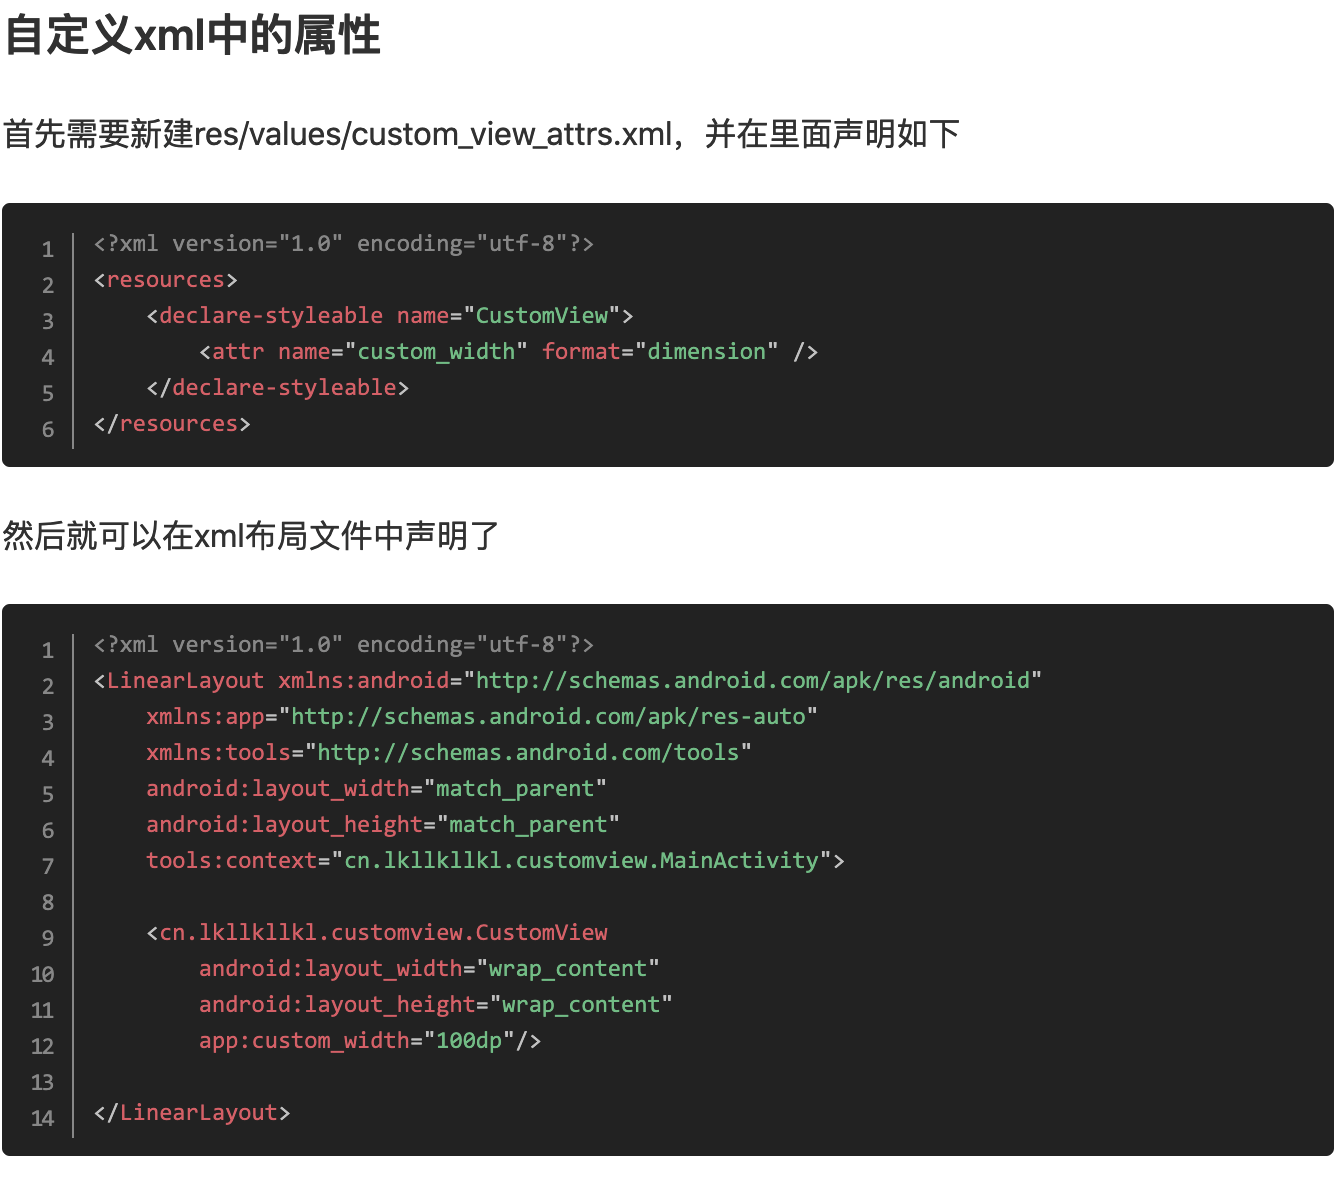 自定义xml中的属性
首先需要新建res/values/custom_view_attrs.xml，并在里面声明如下
1 <?xml version="1.0" encoding="utf-8"?>
2 <resources>
3     <declare-styleable name="CustomView">
4         <attr name="custom_width" format="dimension" />
5     </declare-styleable>
6 </resources>
然后就可以在xml布局文件中声明了
1 <?xml version="1.0" encoding="utf-8"?>
2 <LinearLayout xmlns:android="http://schemas.android.com/apk/res/android"
3     xmlns:app="http://schemas.android.com/apk/res-auto"
4     xmlns:tools="http://schemas.android.com/tools"
5     android:layout_width="match_parent"
6     android:layout_height="match_parent"
7     tools:context="cn.lkllkllkl.customview.MainActivity">
8
9     <cn.lkllkllkl.customview.CustomView
10         android:layout_width="wrap_content"
11         android:layout_height="wrap_content"
12         app:custom_width="100dp"/>
13
14 </LinearLayout>